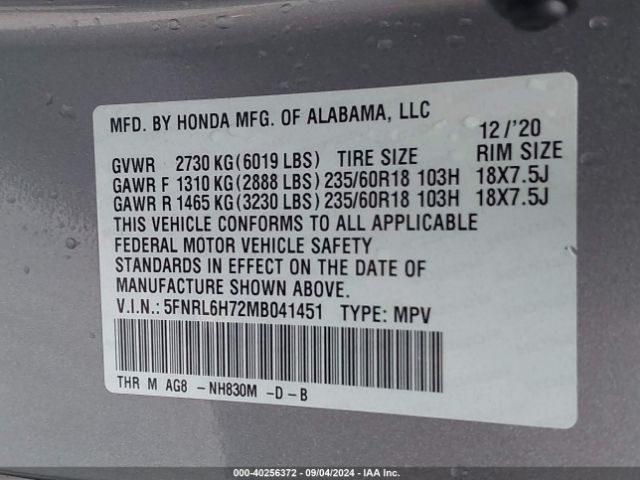 MFD. BY HONDA MFG. OF ALABAMA, LLC
12/'20
GVWR 2730 KG(6019 LBS) TIRE SIZE RIM SIZE
GAWR F 1310 KG(2888 LBS) 235/60R18 103H 18X7.5J
GAWR R 1465 KG(3230 LBS) 235/60R18 103H 18X7.5J
THIS VEHICLE CONFORMS TO ALL APPLICABLE
FEDERAL MOTOR VEHICLE SAFETY
STANDARDS IN EFFECT ON THE DATE OF
MANUFACTURE SHOWN ABOVE.
V.I.N.: 5FNRL6H72MB041451 TYPE: MPV
THR M AG8 -NH830M -D-B
000-40256372 - 09/04/2024 - IAA Inc.